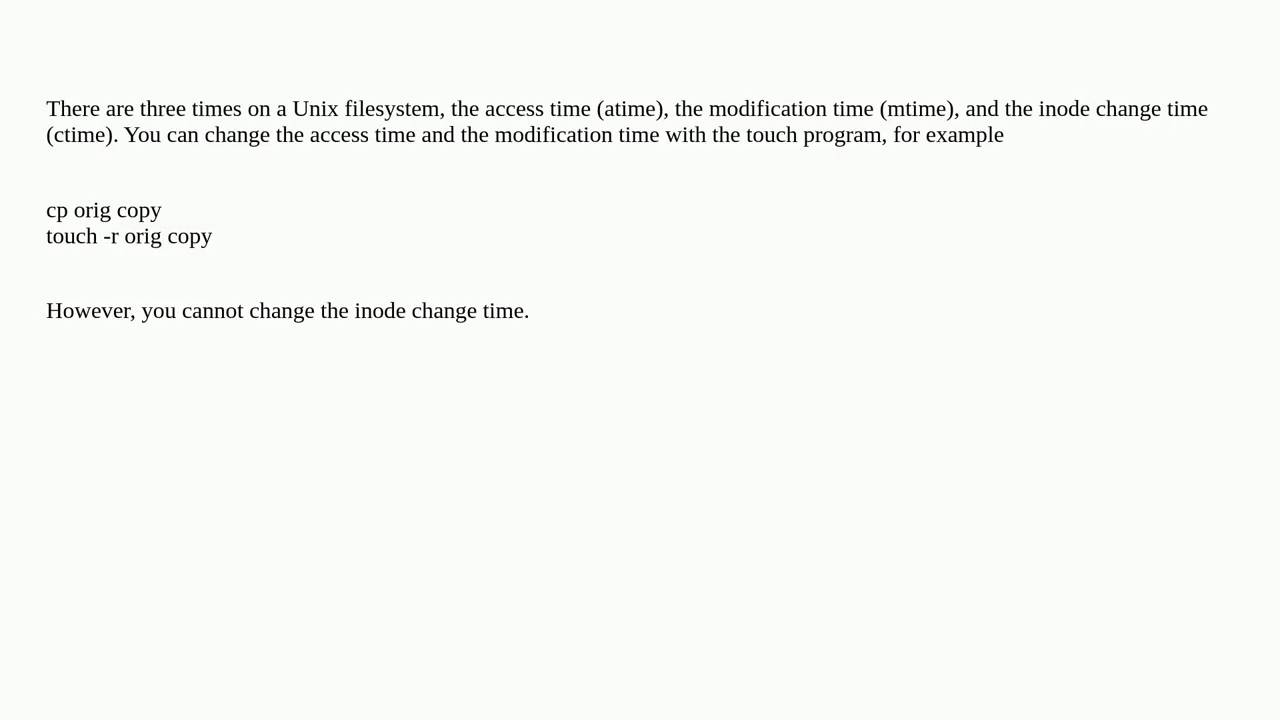 There are three times on a Unix filesystem, the access time (atime), the modification time (mtime), and the inode change time
(ctime). You can change the access time and the modification time with the touch program, for example
cp orig copy
touch -r orig copy
However, you cannot change the inode change time.